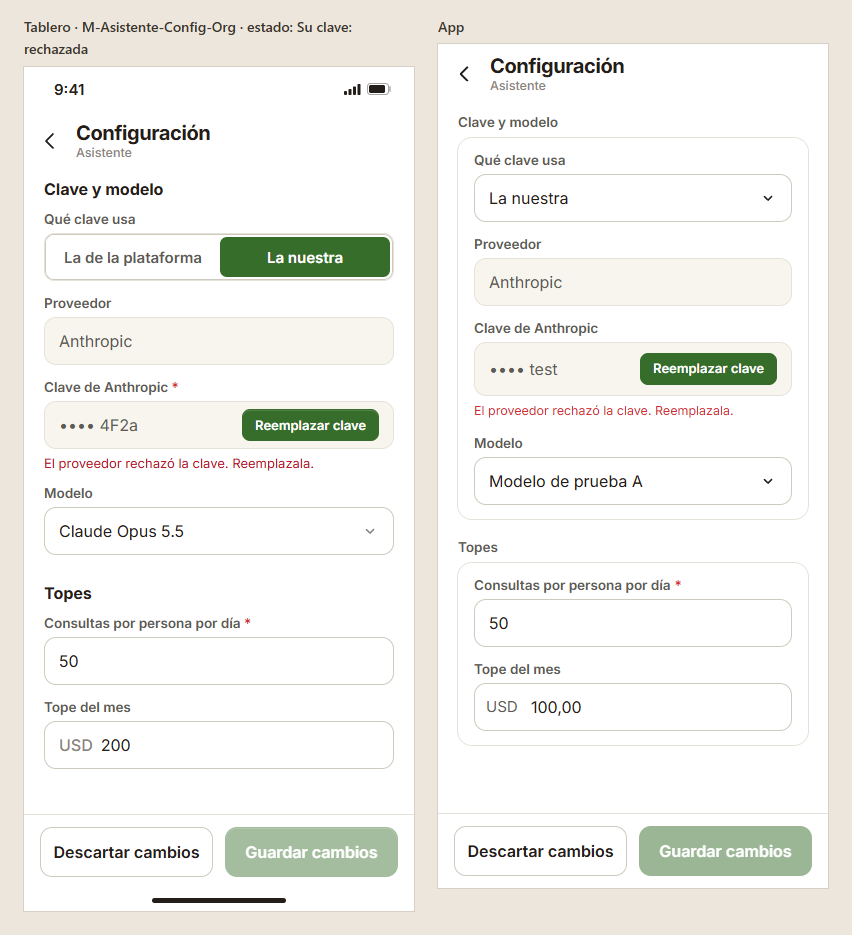 Tablero · M-Asistente-Config-Org · estado: Su clave:
rechazada
9:41
Configuración
Asistente
Clave y modelo
Qué clave usa
La de la plataforma
La nuestra
Proveedor
Anthropic
Clave de Anthropic *
•••• 4F2a
Reemplazar clave
El proveedor rechazó la clave. Reemplazala.
Modelo
Claude Opus 5.5
Topes
Consultas por persona por día *
50
Tope del mes
USD 200
Descartar cambios
Guardar cambios
App
Configuración
Asistente
Clave y modelo
Qué clave usa
La nuestra
Proveedor
Anthropic
Clave de Anthropic
•••• test
Reemplazar clave
El proveedor rechazó la clave. Reemplazala.
Modelo
Modelo de prueba A
Topes
Consultas por persona por día *
50
Tope del mes
USD 100,00
Descartar cambios
Guardar cambios